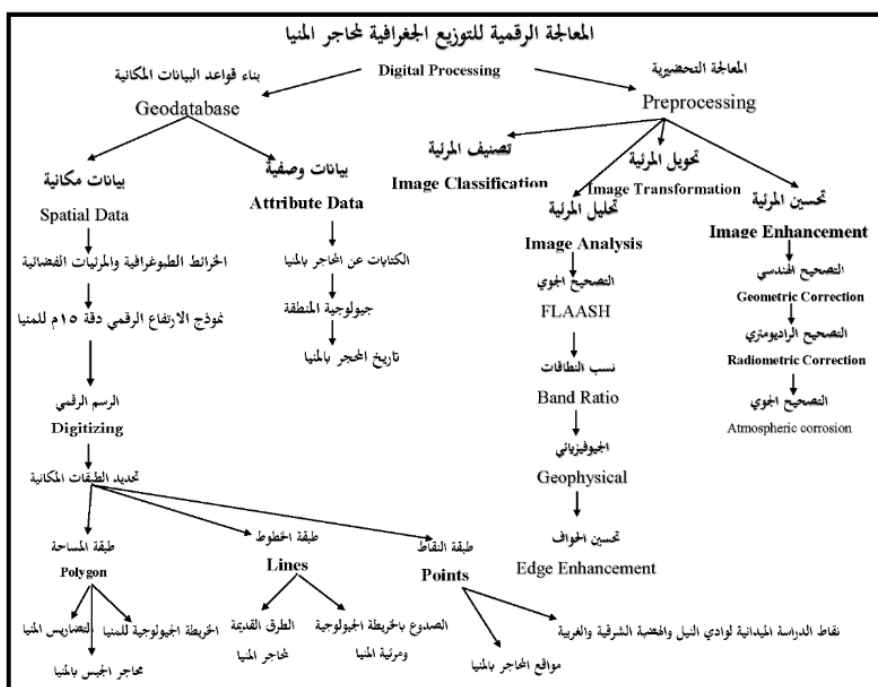 المعالجة الرقمية للتوزيع الجغرافية لمحاجر المنيا
بناء قواعد البيانات المكانية
Digital Processing
المعالجة التحضيرية
Geodatabase
Preprocessing
بيانات مكانية
Spatial Data
الخرائط الطبوغرافية والمرئيات الفضائية
نموذج الارتفاع الرقمي دقة ١٥م للمنيا
الرسم الرقمي
Digitizing
تحديد الطبقات المكانية
بيانات وصفية
Attribute Data
الكتابات عن المحاجر بالمنيا
جيولوجية المنطقة
تاريخ المحجر بالمنيا
تصنيف المرئية
Image Classification
تحويل المرئية
Image Transformation
تحليل المرئية
Image Analysis
التصحيح الجوي
FLAASH
نسب النطاقات
Band Ratio
الجيوفيزيائي
Geophysical
تحسين الحواف
Edge Enhancement
تحسين المرئية
Image Enhancement
التصحيح الهندسي
Geometric Correction
التصحيح الراديومتري
Radiometric Correction
التصحيح الجوي
Atmospheric corrosion
طبقة المساحة
Polygon
لتضاريس المنيا
الخريطة الجيولوجية للمنيا
محاجر الجبس بالمنيا
طبقة الخطوط
Lines
الطرق القديمة
لمحاجر المنيا
الصدوع بالخريطة الجيولوجية
ومرئية المنيا
طبقة النقاط
Points
مواقع المحاجر بالمنيا
نقاط الدراسة الميدانية لوادي النيل والهضبة الشرقية والغربية